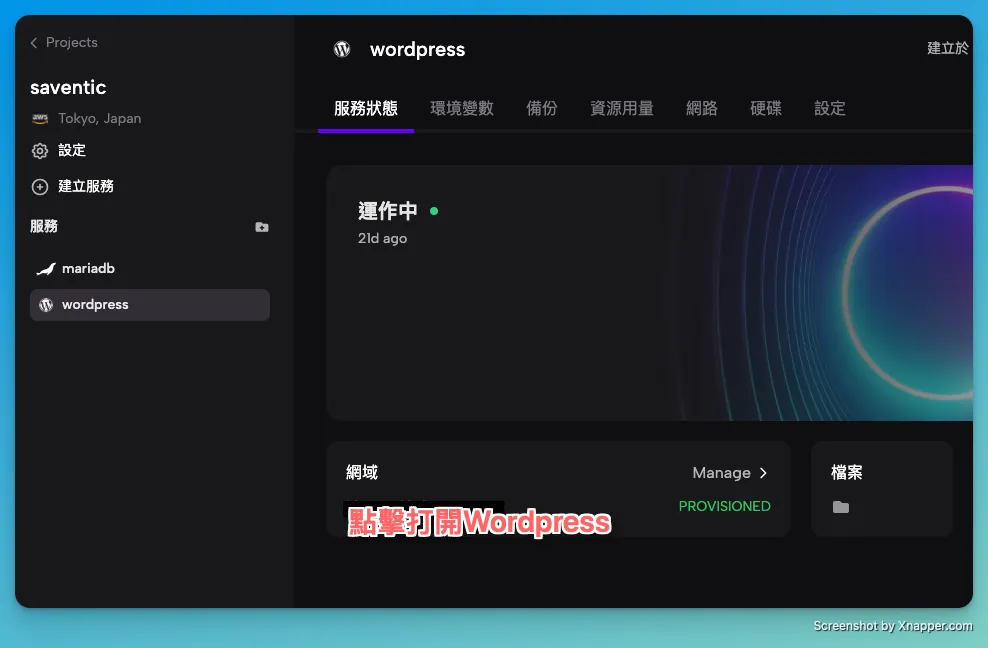 Projects
saventic
aws Tokyo, Japan
設定
建立服務
服務
mariadb
wordpress
wordpress
建立於
服務狀態 環境變數 備份 資源用量 網路 硬碟 設定
運作中
21d ago
網域
Manage
PROVISIONED
點擊打開Wordpress
檔案
Screenshot by Xnapper.com